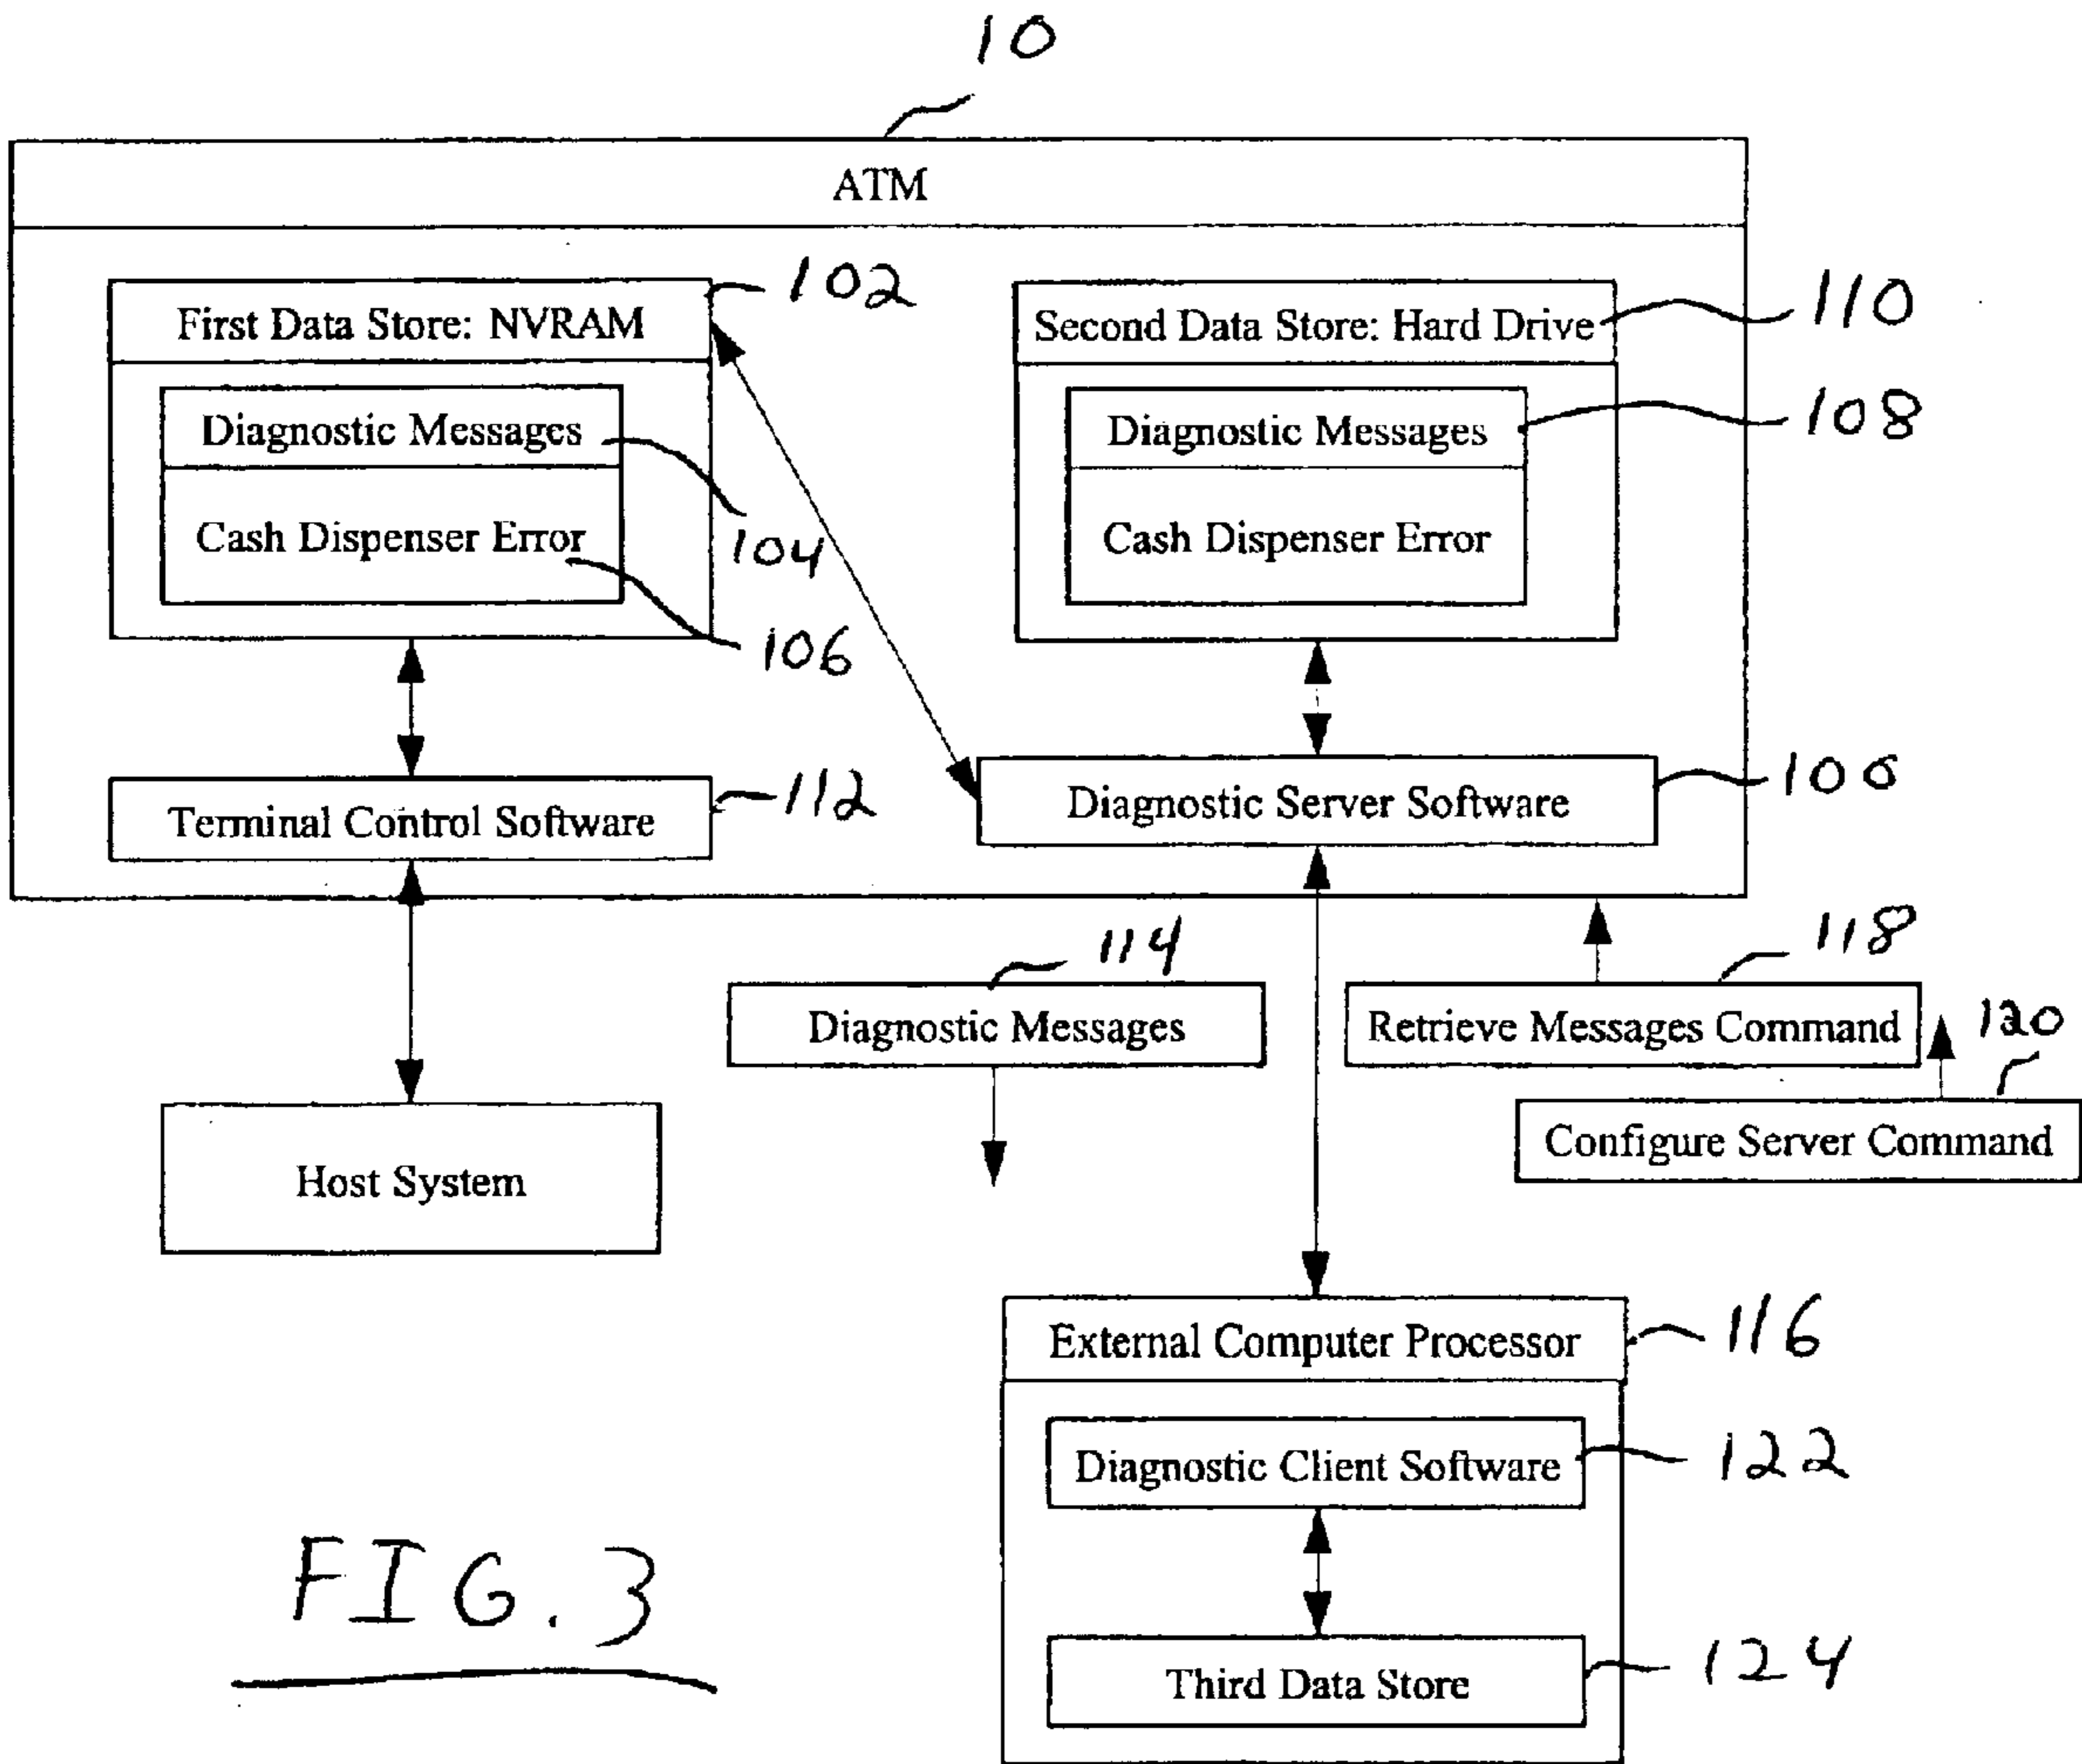 10
ATM
First Data Store: NVRAM
102
Second Data Store: Hard Drive
110
Diagnostic Messages
104
Diagnostic Messages
108
Cash Dispenser Error
106
Cash Dispenser Error
Terminal Control Software
112
Diagnostic Server Software
100
114
Diagnostic Messages
118
Retrieve Messages Command
120
Configure Server Command
Host System
External Computer Processor
116
Diagnostic Client Software
122
Third Data Store
124
FIG. 3